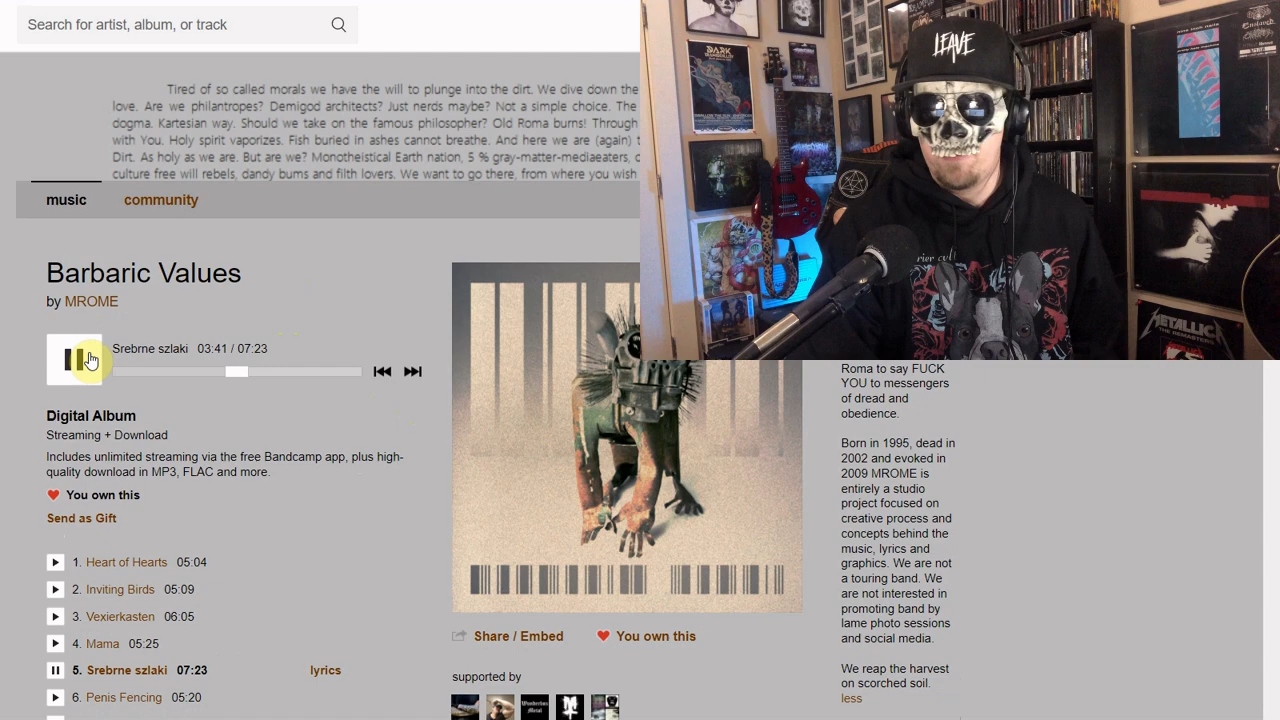 Search for artist, album, or track
Tired of so called morals we have the will to plunge into the dirt. We dive down the
love. Are we philantropes? Demigod architects? Just nerds maybe? Not a simple choice. The
dogma. Kartesian way. Should we take on the famous philosopher? Old Roma burns! Through
with You. Holy spirit vaporizes. Fish buried in ashes cannot breathe. And here we are (again)
Dirt. As holy as we are. But are we? Monotheistical Earth nation, 5 % gray-matter-mediaeaters,
culture free will rebels, dandy bums and filth lovers. We want to go there, from where you wish
music
community
Barbaric Values
by MROME
Srebrne szlaki 03:41 / 07:23
Digital Album
Streaming + Download
Includes unlimited streaming via the free Bandcamp app, plus high-
quality download in MP3, FLAC and more.
You own this
Send as Gift
1. Heart of Hearts 05:04
2. Inviting Birds 05:09
3. Vexierkasten 06:05
4. Mama 05:25
5. Srebrne szlaki 07:23 lyrics
6. Penis Fencing 05:20
Share / Embed
You own this
supported by
Wonderbox
Metal
Roma to say FUCK
YOU to messengers
of dread and
obedience.
Born in 1995, dead in
2002 and evoked in
2009 MROME is
entirely a studio
project focused on
creative process and
concepts behind the
music, lyrics and
graphics. We are not
a touring band. We
are not interested in
promoting band by
lame photo sessions
and social media.
We reap the harvest
on scorched soil.
less
LEAVE
DARK
TRANQUILLITY
nine inch nails
Enslaved
rier cul
METALLICA